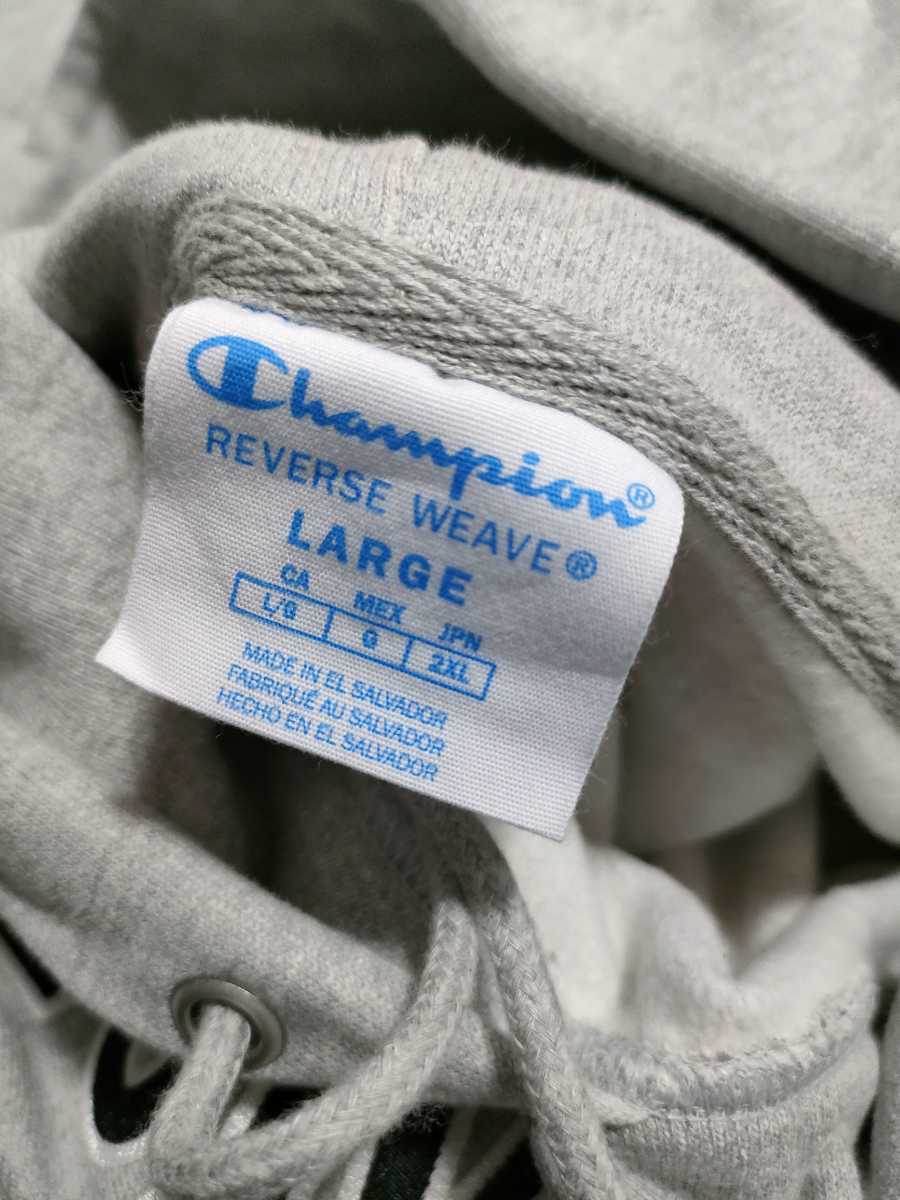 Champion®
REVERSE WEAVE®
LARGE
CA MEX JPN
L/G G 2XL
MADE IN EL SALVADOR
FABRIQUÉ AU SALVADOR
HECHO EN EL SALVADOR